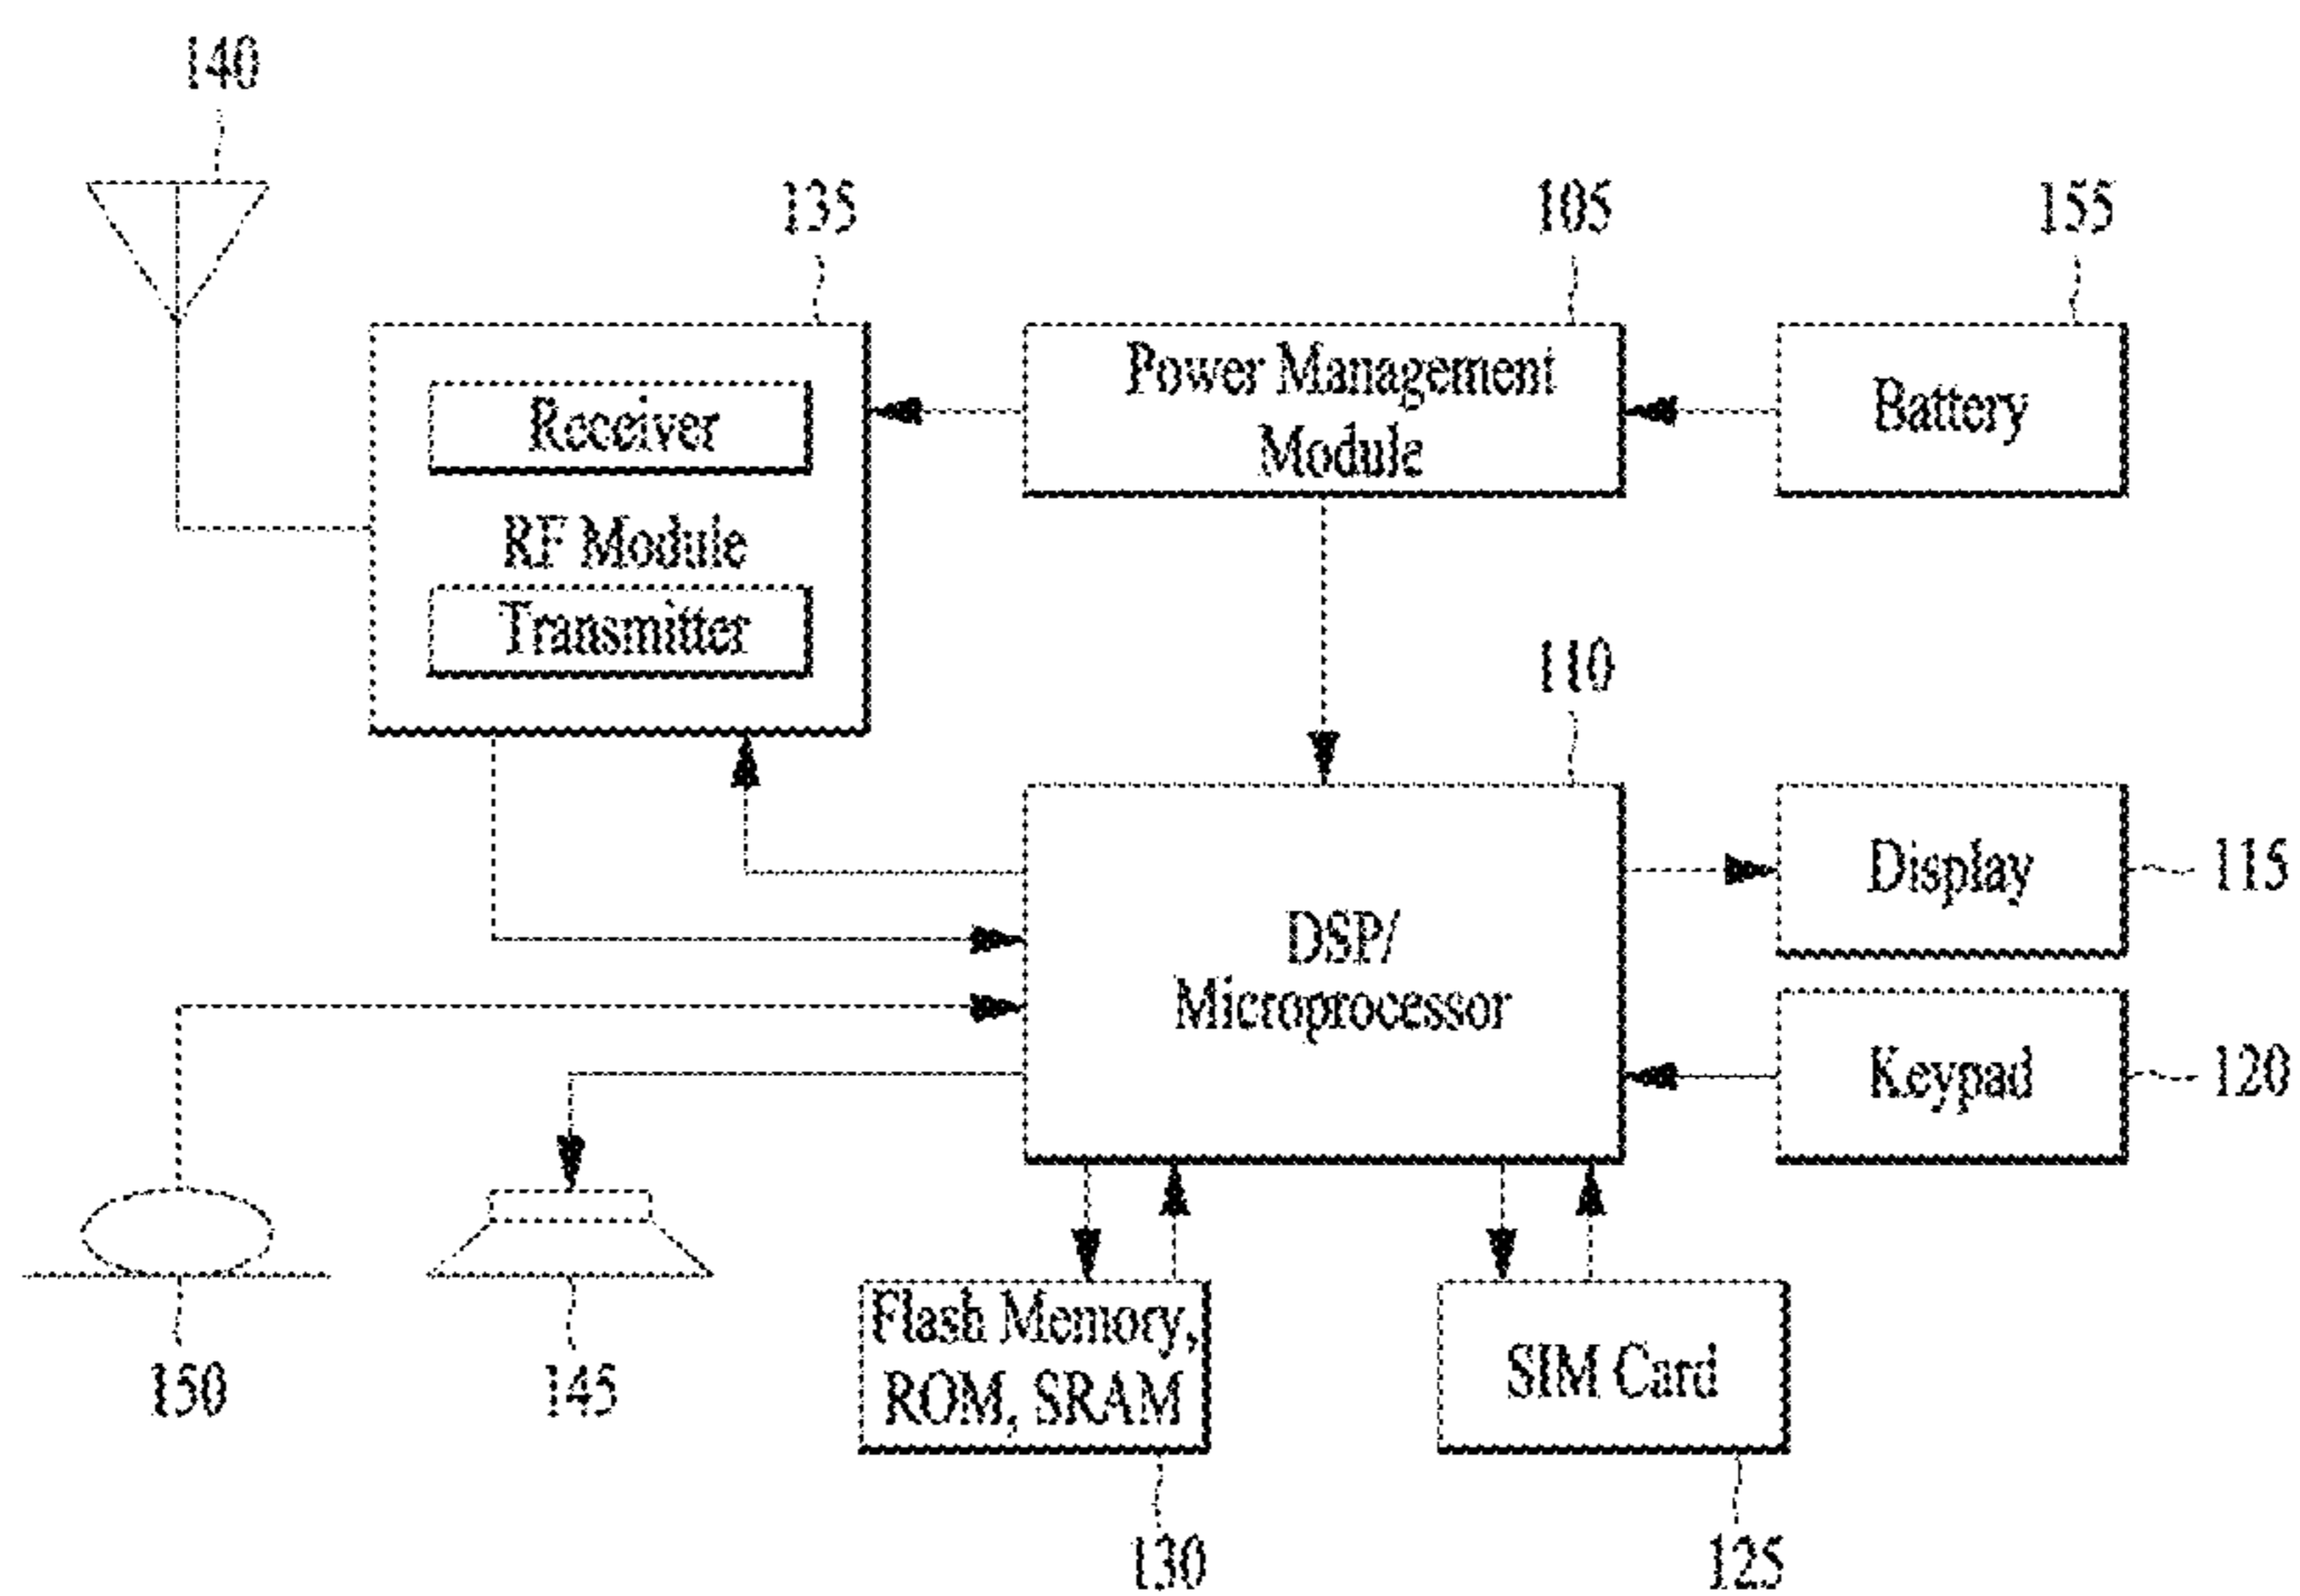 140
135
105
155
Receiver
RF Module
Transmitter
Power Management
Module
Battery
110
DSP/
Microprocessor
Display
115
Keypad
120
150
145
Flash Memory,
ROM, SRAM
SIM Card
130
125